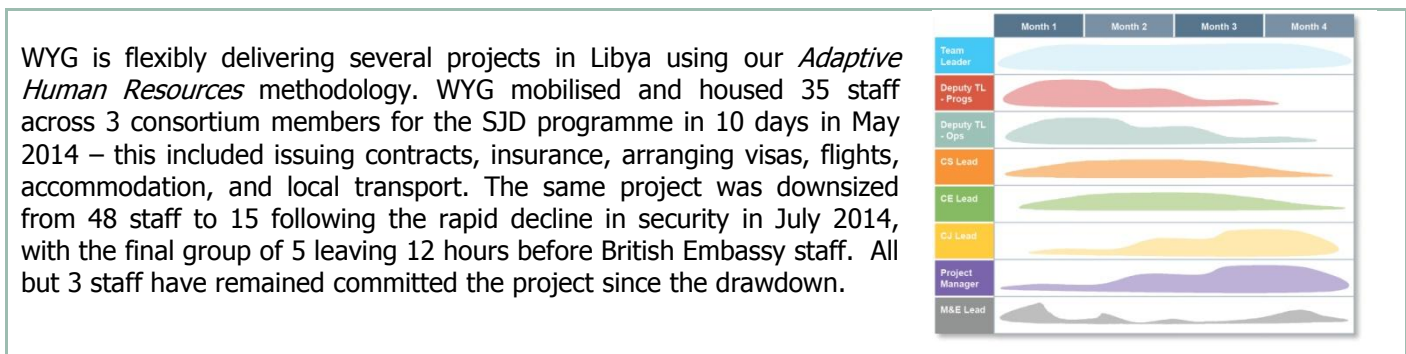 WYG is flexibly delivering several projects in Libya using our Adaptive
Human Resources methodology. WYG mobilised and housed 35 staff
across 3 consortium members for the SJD programme in 10 days in May
2014 – this included issuing contracts, insurance, arranging visas, flights,
accommodation, and local transport. The same project was downsized
from 48 staff to 15 following the rapid decline in security in July 2014,
with the final group of 5 leaving 12 hours before British Embassy staff.  All
but 3 staff have remained committed the project since the drawdown.
Month 1 Month 2 Month 3 Month 4
Team
Leader
Deputy TL
- Progs
Deputy TL
- Ops
CS Lead
CE Lead
CJ Lead
Project
Manager
M&E Lead